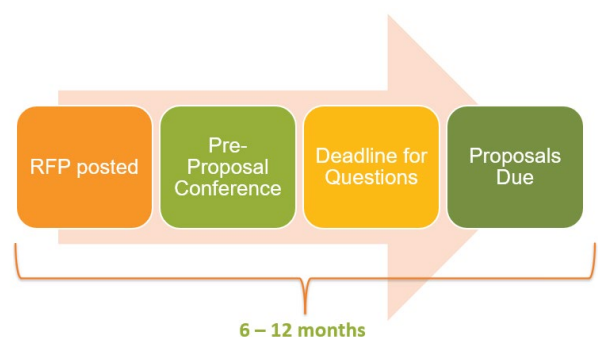 RFP posted
Pre-
Proposal
Conference
Deadline for
Questions
Proposals
Due
6 – 12 months